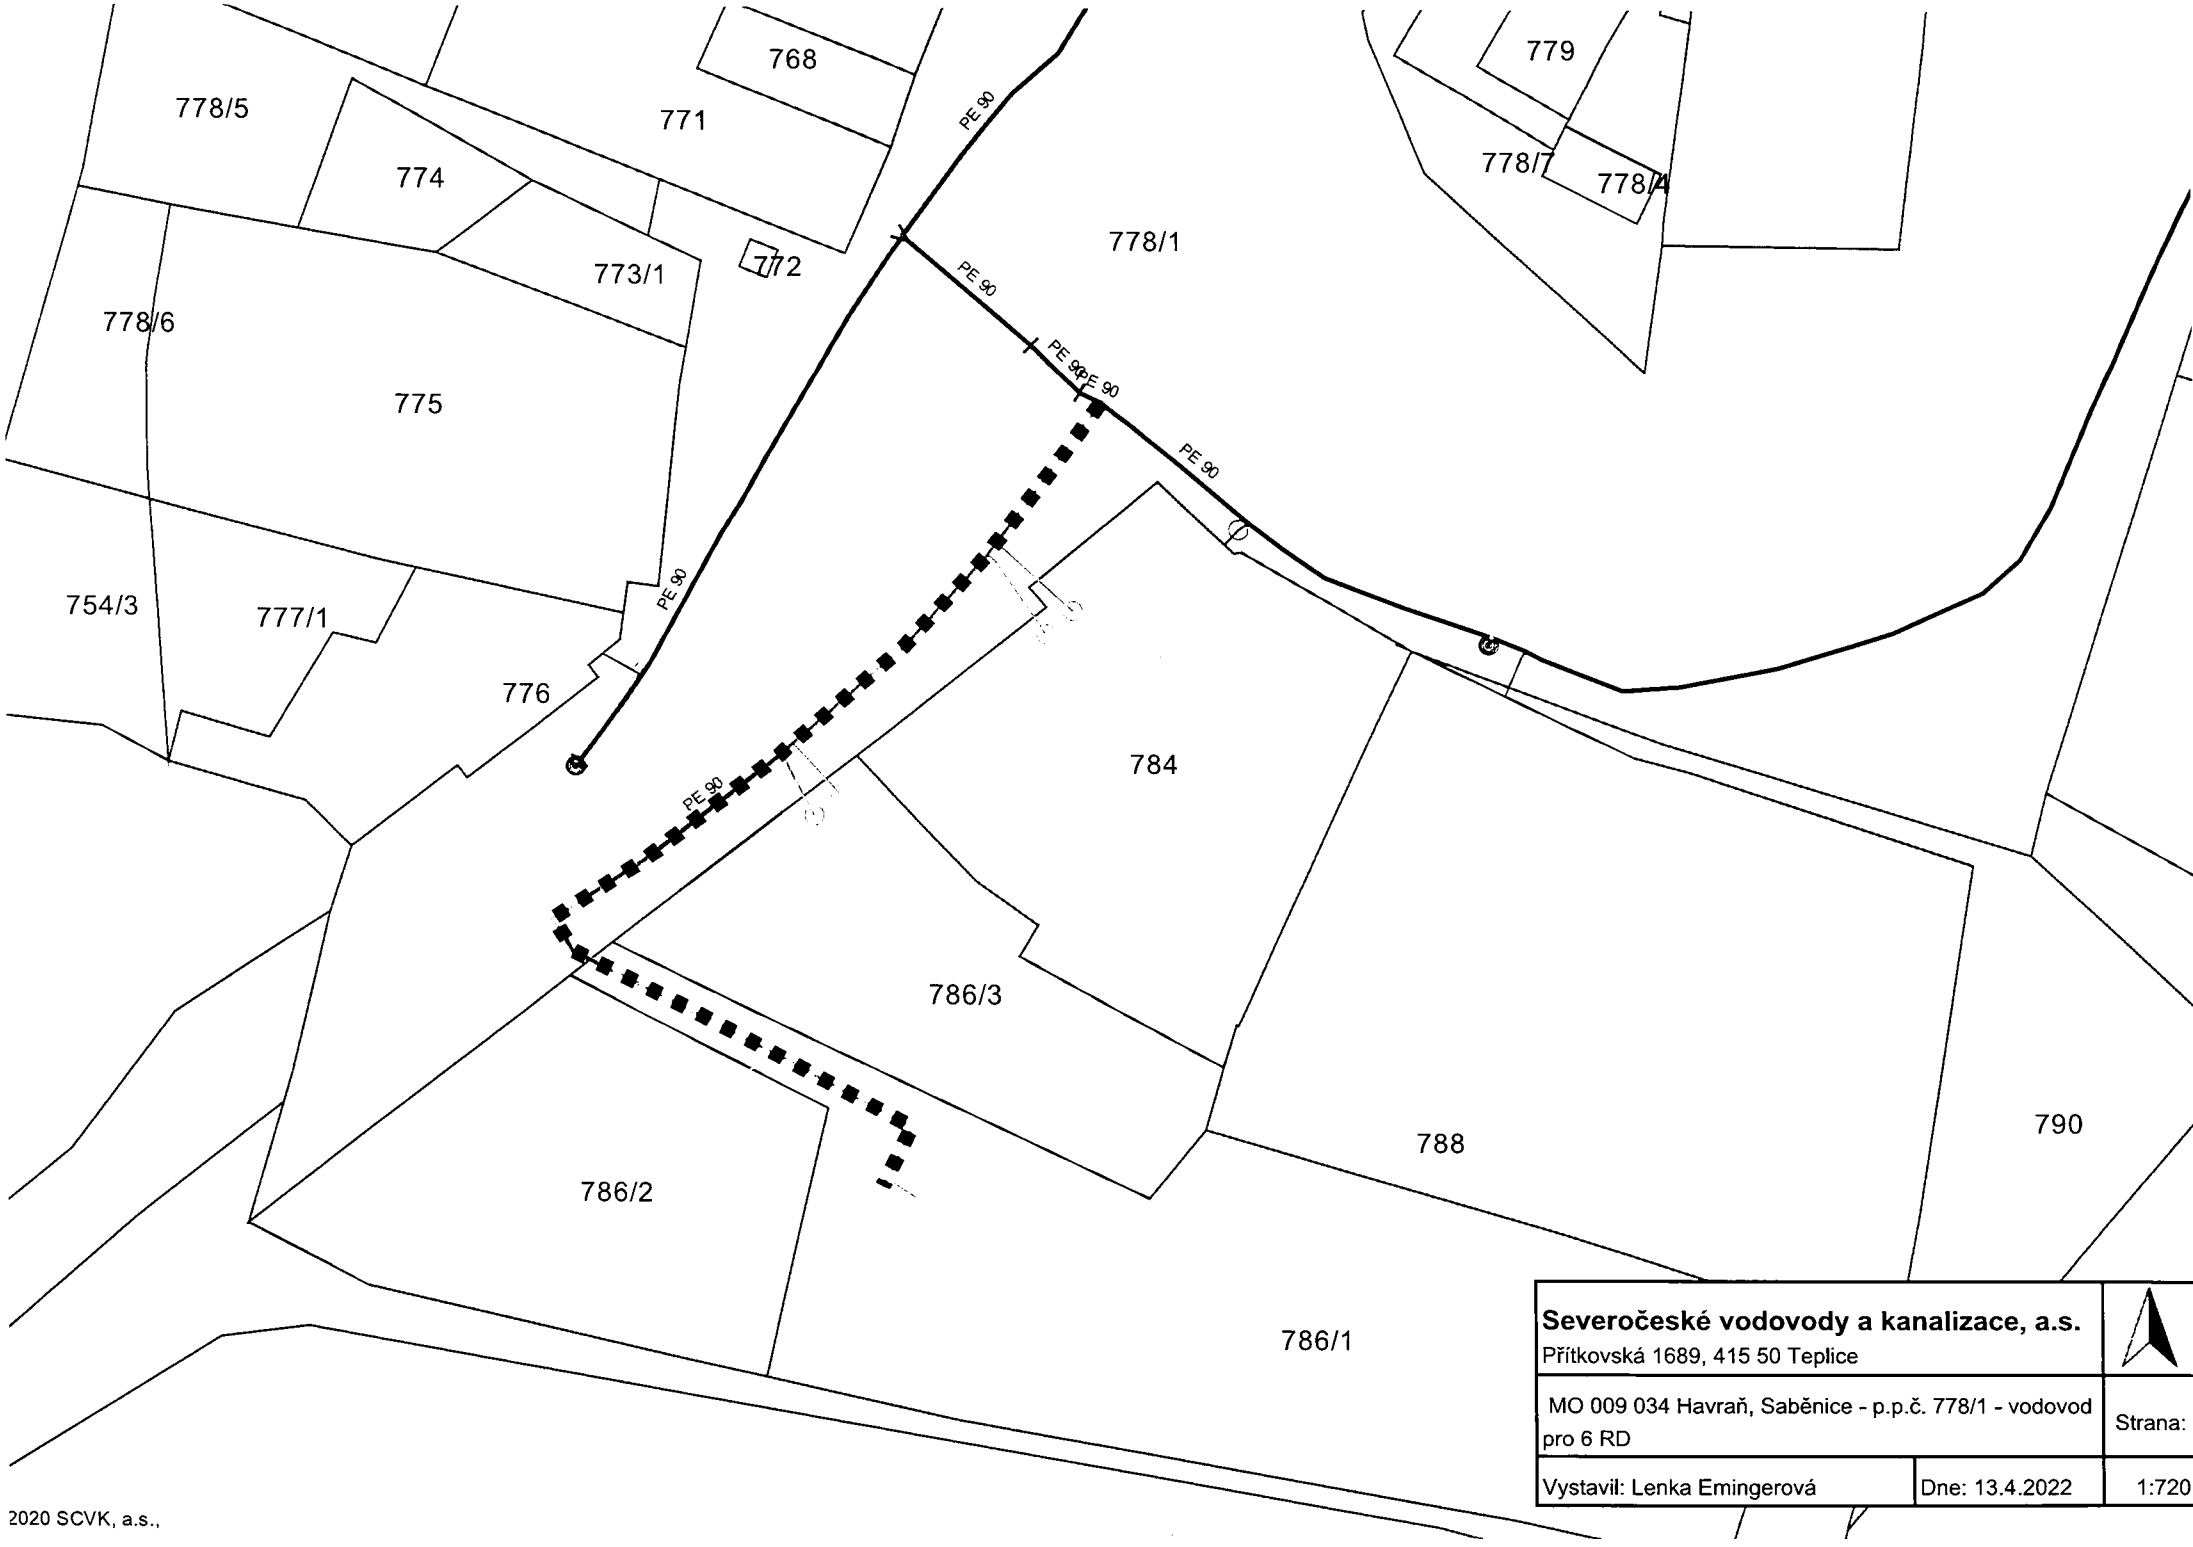 779
768
778/5
771
PE 90
778/7
774
778/4
778/1
773/1
772
PE 90
778/6
PE 90
PE 90
775
PE 90
PE 90
754/3
777/1
776
784
PE 90
786/3
790
788
786/2
786/1
Severočeské vodovody a kanalizace, a.s.
Přítkovská 1689, 415 50 Teplice
MO 009 034 Havraň, Saběnice - p.p.č. 778/1 - vodovod
pro 6 RD
Strana:
Vystavil: Lenka Emingerová
Dne: 13.4.2022
1:720
2020 SCVK, a.s.,